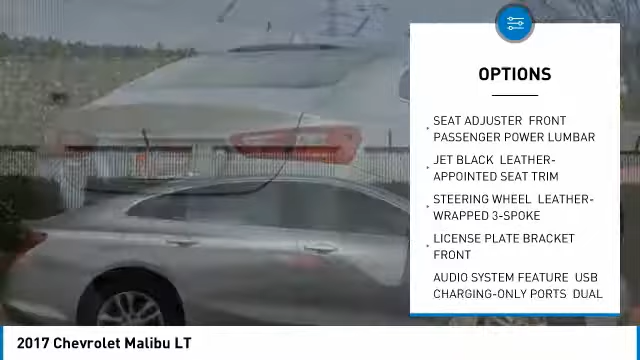 OPTIONS
SEAT ADJUSTER FRONT
PASSENGER POWER LUMBAR
JET BLACK LEATHER-
APPOINTED SEAT TRIM
STEERING WHEEL LEATHER-
WRAPPED 3-SPOKE
LICENSE PLATE BRACKET
FRONT
AUDIO SYSTEM FEATURE USB
CHARGING-ONLY PORTS DUAL
2017 Chevrolet Malibu LT